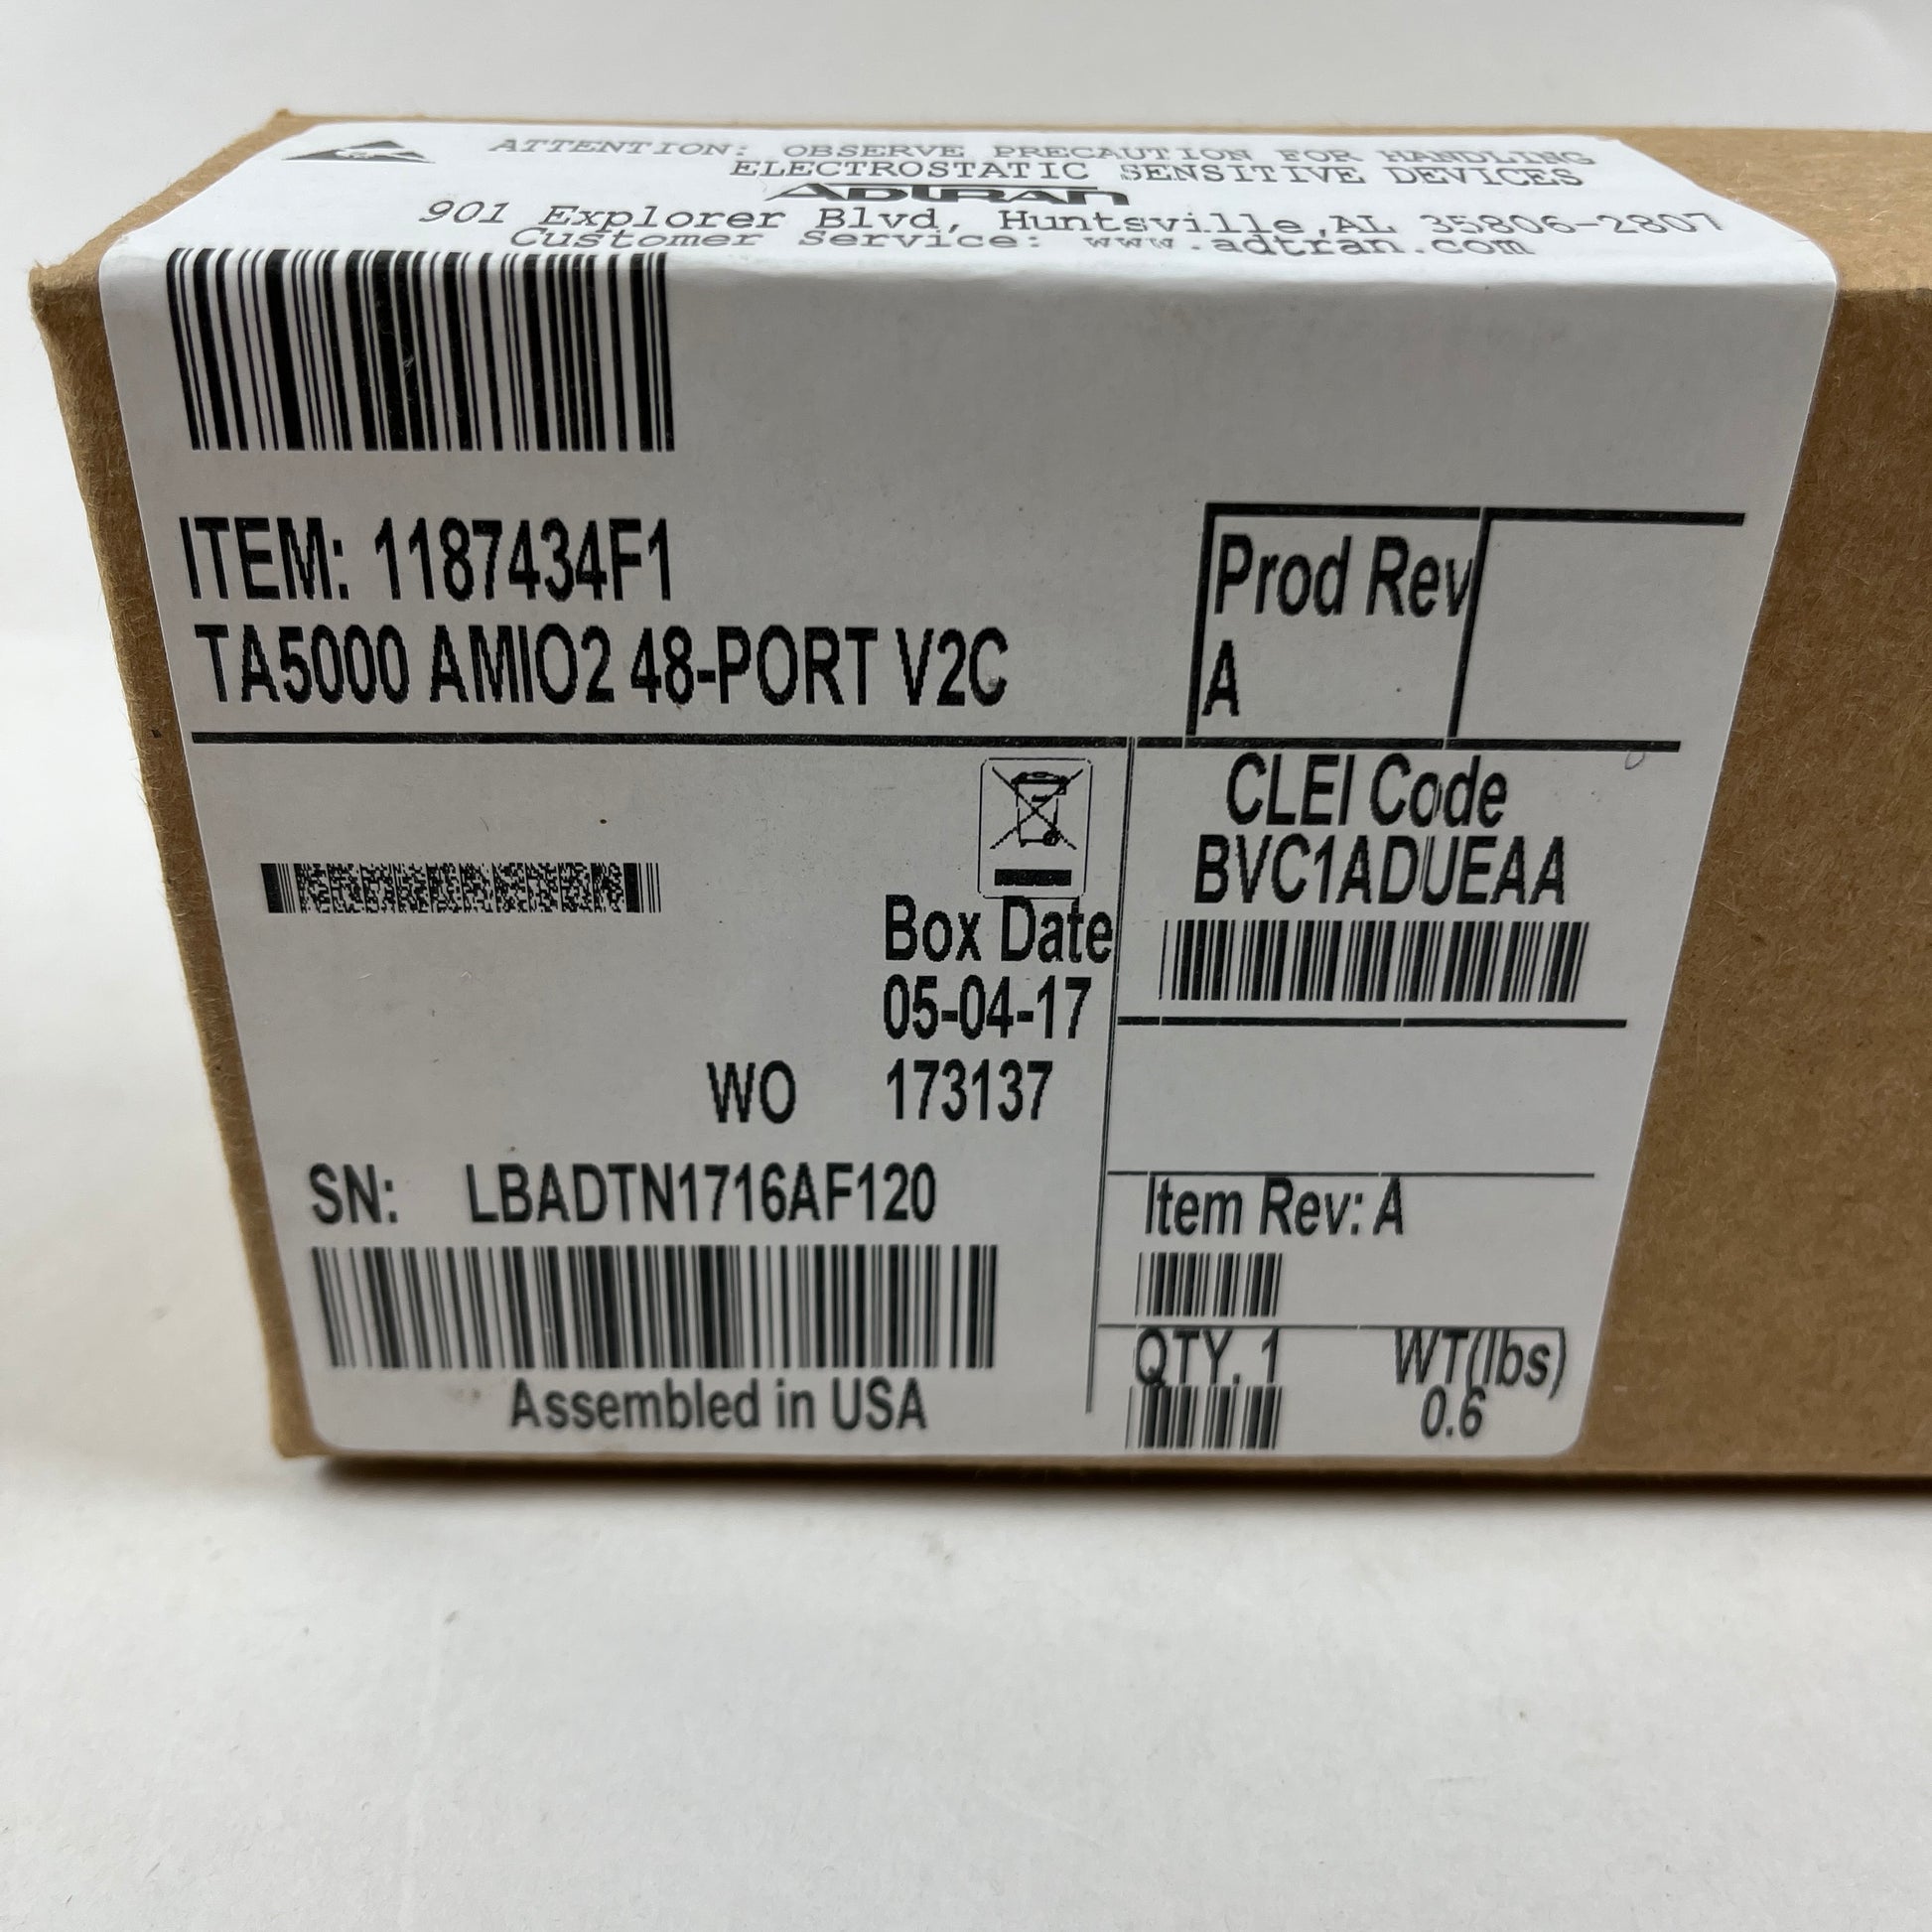 ATTENTION: OBSERVE PRECAUTION FOR HANDLING
ELECTROSTATIC SENSITIVE DEVICES
ADTRAN
901 Explorer Blvd, Huntsville,AL 35806-2807
Customer Service: www.adtran.com
ITEM: 1187434F1
TA5000 AMIO2 48-PORT V2C
Prod Rev
A
CLEI Code
BVC1ADUEAA
Box Date
05-04-17
WO 173137
SN: LBADTN1716AF120
Assembled in USA
Item Rev: A
QTY. 1 WT(lbs)
0.6